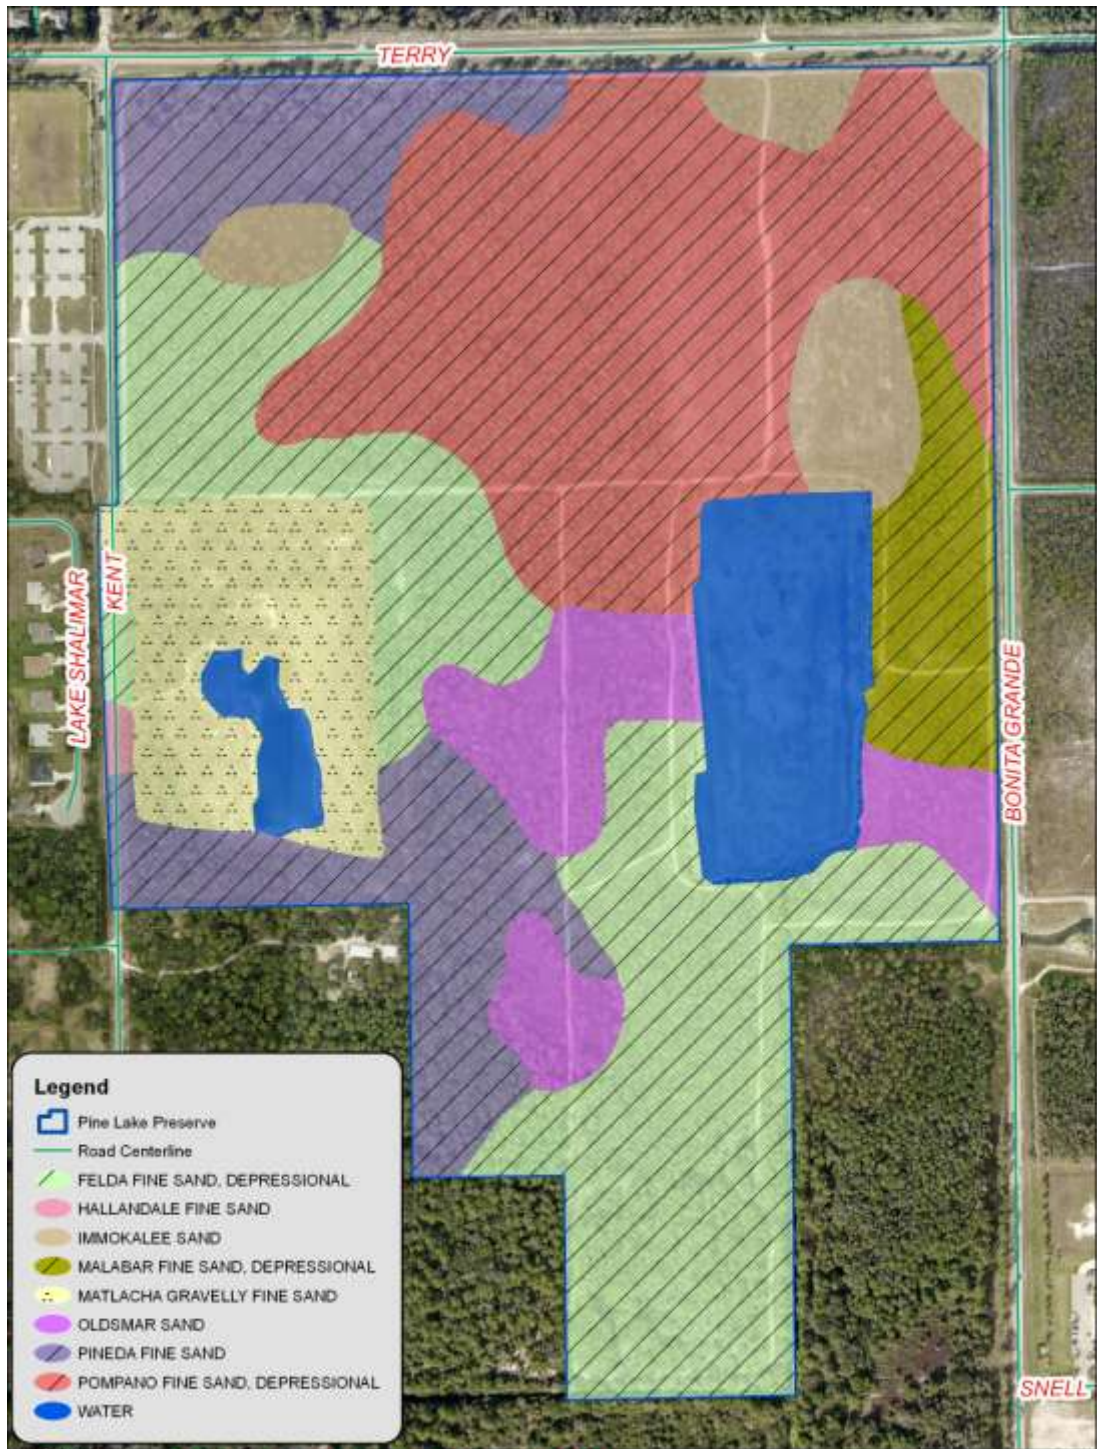 TERRY
KENT
LAKE SHALIMAR
BONITA GRANDE
Legend
Pine Lake Preserve
Road Centerline
FELDA FINE SAND, DEPRESSIONAL
HALLANDALE FINE SAND
IMMOKALEE SAND
MALABAR FINE SAND, DEPRESSIONAL
MATLACHA GRAVELLY FINE SAND
OLDSMAR SAND
PINEDA FINE SAND
POMPANO FINE SAND, DEPRESSIONAL
WATER
SNELL